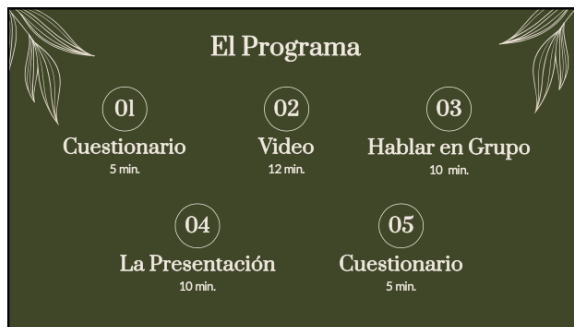 El Programa
01
Cuestionario
5 min.
02
Video
12 min.
03
Hablar en Grupo
10 min.
04
La Presentación
10 min.
05
Cuestionario
5 min.